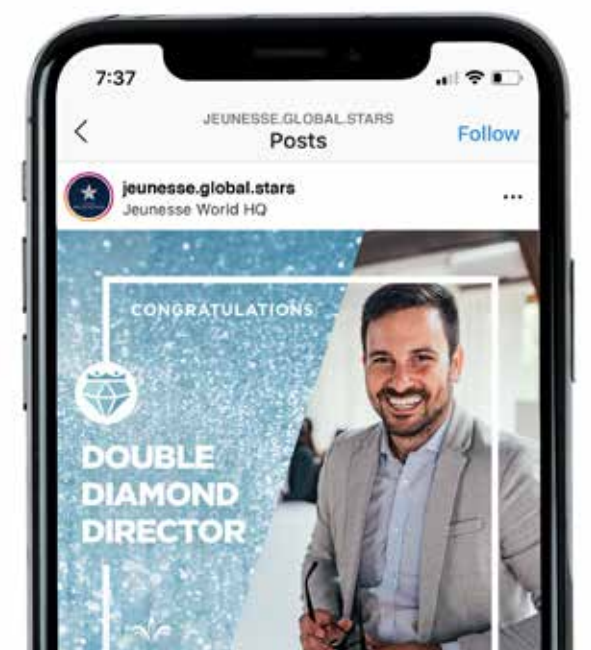 7:37
JEUNESSE.GLOBAL.STARS
Posts
Follow
jeunesse.global.stars
Jeunesse World HQ
CONGRATULATIONS
DOUBLE
DIAMOND
DIRECTOR